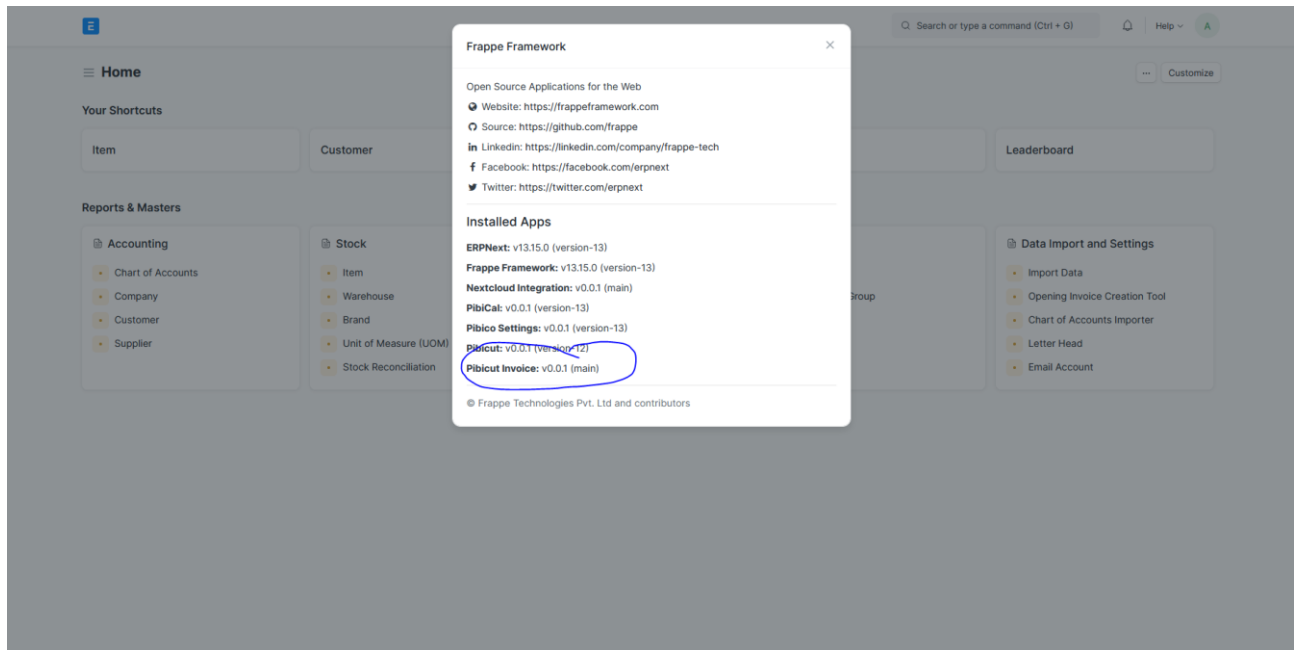 Search or type a command (Ctrl + G)
Help
A
Home
Customize
Your Shortcuts
Item
Customer
Leaderboard
Reports & Masters
Accounting
Chart of Accounts
Company
Customer
Supplier
Stock
Item
Warehouse
Brand
Unit of Measure (UOM)
Stock Reconciliation
Group
Data Import and Settings
Import Data
Opening Invoice Creation Tool
Chart of Accounts Importer
Letter Head
Email Account
Frappe Framework
Open Source Applications for the Web
Website: https://frappeframework.com
Source: https://github.com/frappe
Linkedin: https://linkedin.com/company/frappe-tech
Facebook: https://facebook.com/erpnext
Twitter: https://twitter.com/erpnext
Installed Apps
ERPNext: v13.15.0 (version-13)
Frappe Framework: v13.15.0 (version-13)
Nextcloud Integration: v0.0.1 (main)
PibiCal: v0.0.1 (version-13)
Pibico Settings: v0.0.1 (version-13)
Pibicut: v0.0.1 (version-12)
Pibicut Invoice: v0.0.1 (main)
© Frappe Technologies Pvt. Ltd and contributors